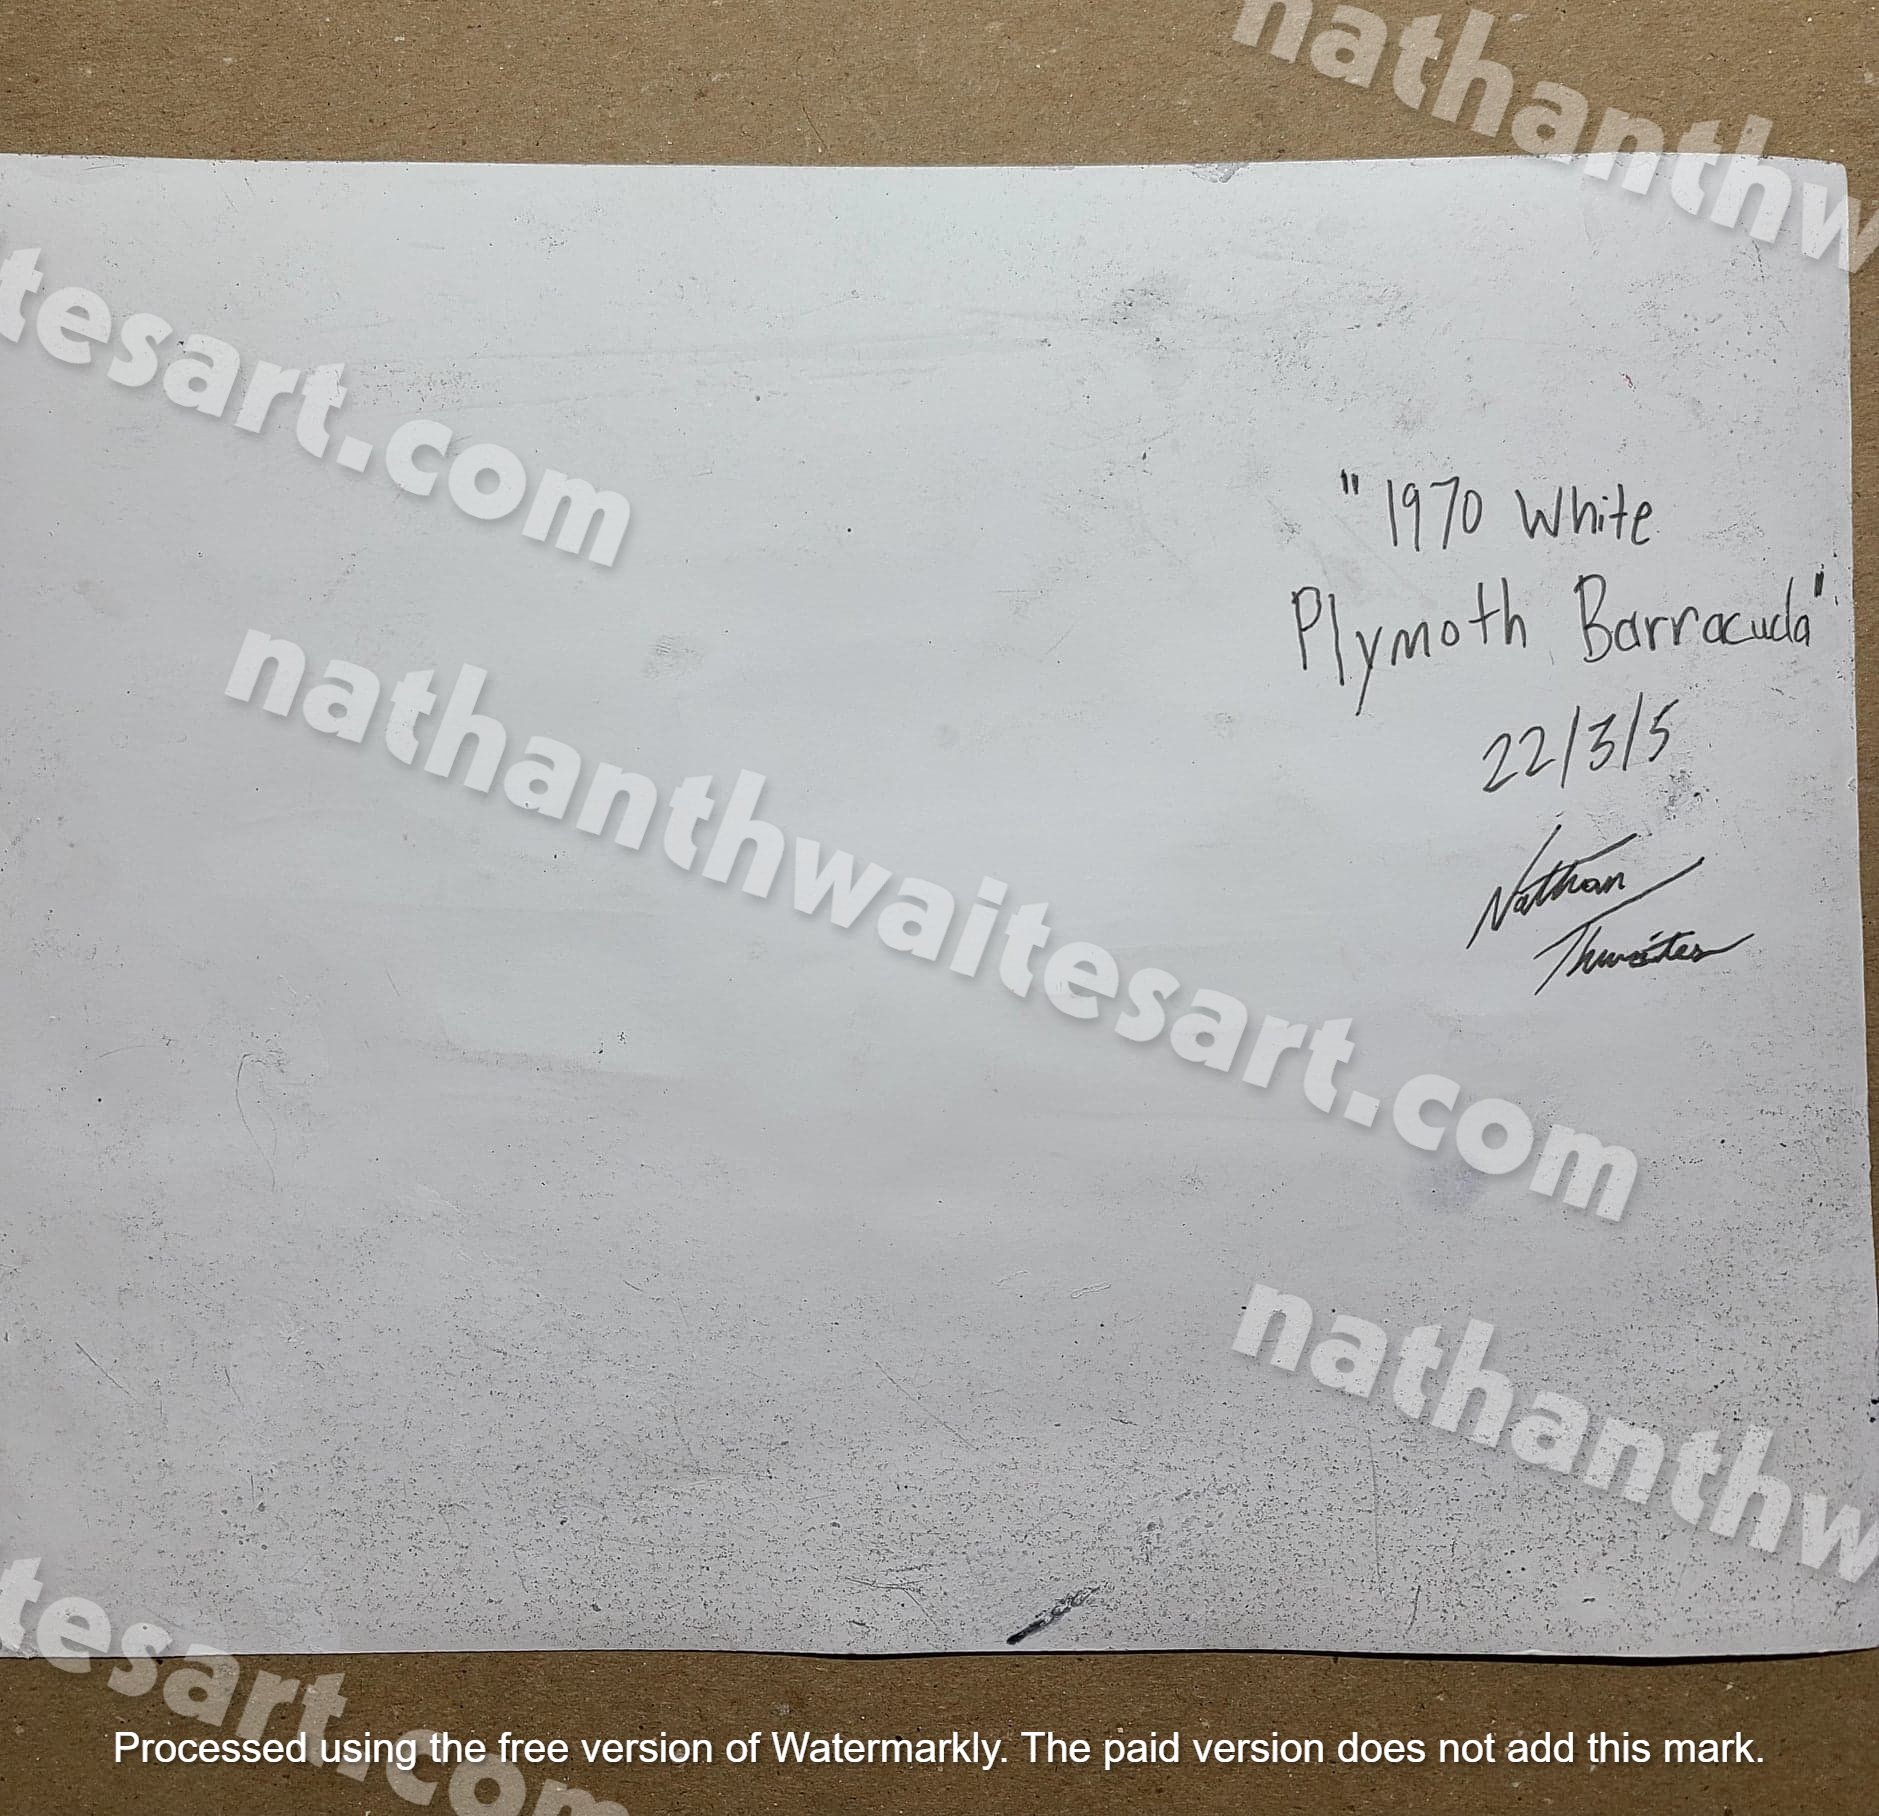 nathanthw
tesart.com
"1970 White
Plymoth Barracuda"
22/3/5
Nathan
Thwaites
nathanthwaitesart.com
nathanthw
tesart.com
Processed using the free version of Watermarkly. The paid version does not add this mark.